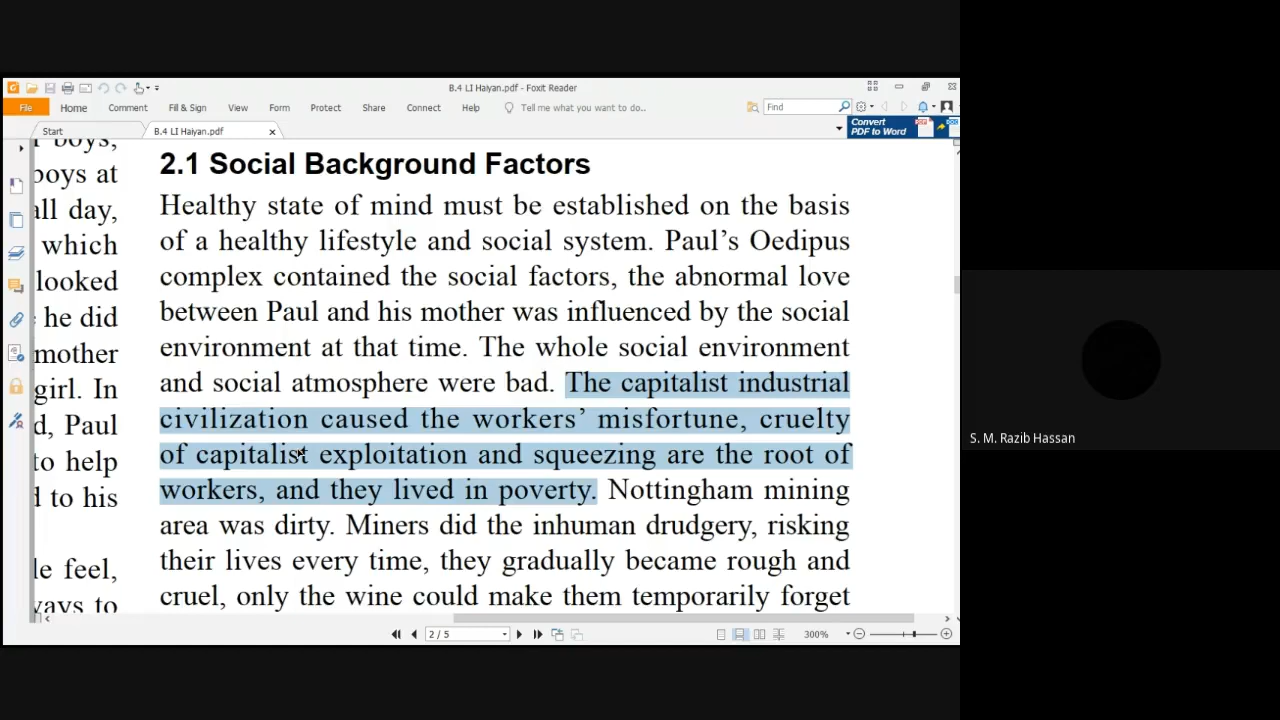 B.4 LI Haiyan.pdf - Foxit Reader
File Home Comment Fill & Sign View Form Protect Share Connect Help Tell me what you want to do.. Find
Start B.4 LI Haiyan.pdf
Convert
PDF to Word
boys,
boys at
all day,
which
looked
he did
mother
girl. In
d, Paul
to help
d to his
le feel,
ways to
2.1 Social Background Factors
Healthy state of mind must be established on the basis
of a healthy lifestyle and social system. Paul’s Oedipus
complex contained the social factors, the abnormal love
between Paul and his mother was influenced by the social
environment at that time. The whole social environment
and social atmosphere were bad. The capitalist industrial
civilization caused the workers’ misfortune, cruelty
of capitalist exploitation and squeezing are the root of
workers, and they lived in poverty. Nottingham mining
area was dirty. Miners did the inhuman drudgery, risking
their lives every time, they gradually became rough and
cruel, only the wine could make them temporarily forget
2 / 5
300%
S. M. Razib Hassan